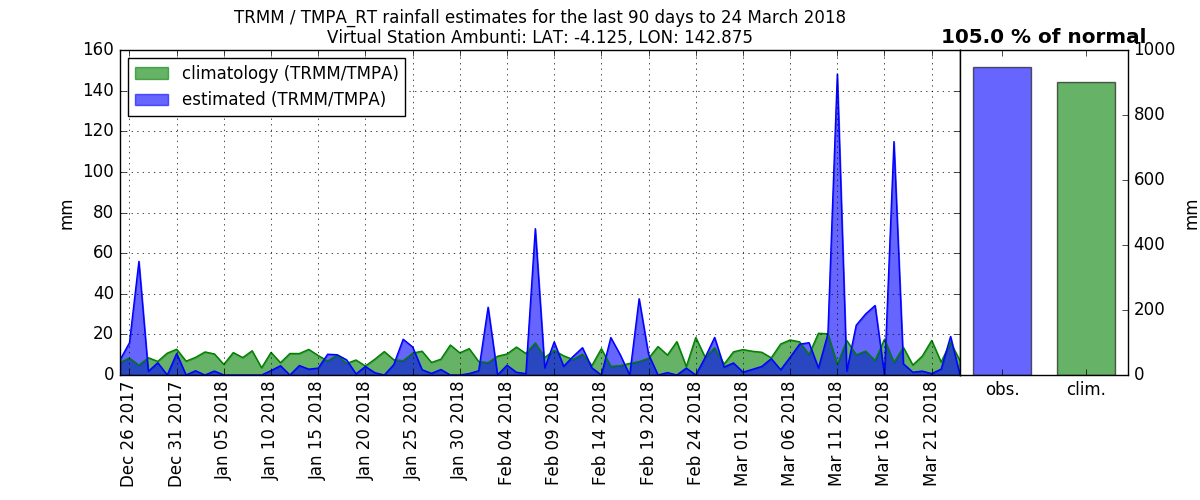 TRMM / TMPA_RT rainfall estimates for the last 90 days to 24 March 2018
Virtual Station Ambunti: LAT: -4.125, LON: 142.875
105.0 % of normal
climatology (TRMM/TMPA)
estimated (TRMM/TMPA)
mm
160
140
120
100
80
60
40
20
0
Dec 26 2017
Dec 31 2017
Jan 05 2018
Jan 10 2018
Jan 15 2018
Jan 20 2018
Jan 25 2018
Jan 30 2018
Feb 04 2018
Feb 09 2018
Feb 14 2018
Feb 19 2018
Feb 24 2018
Mar 01 2018
Mar 06 2018
Mar 11 2018
Mar 16 2018
Mar 21 2018
obs.
clim.
1000
800
600
400
200
0
mm